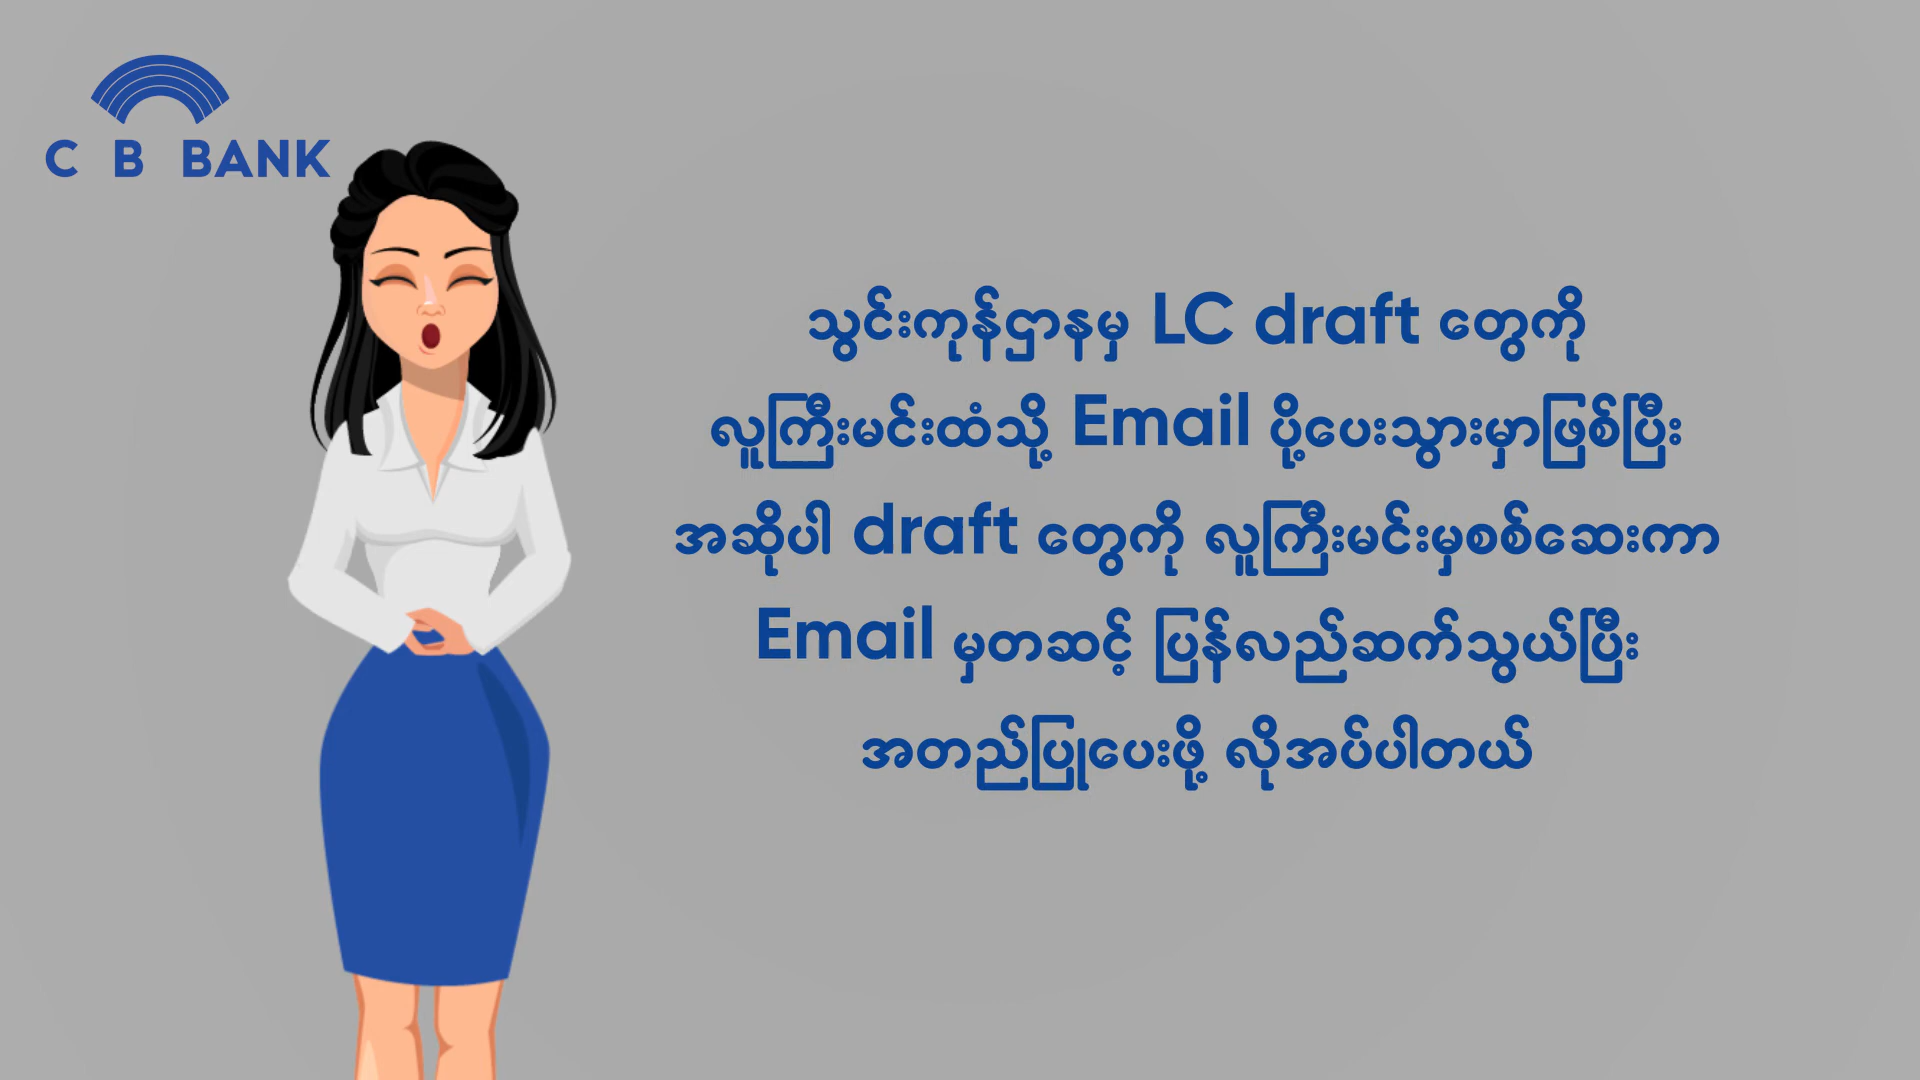 C B BANK
သွင်းကုန်ဌာနမှ LC draft တွေကို
လူကြီးမင်းထံသို့ Email ပို့ပေးသွားမှာဖြစ်ပြီး
အဆိုပါ draft တွေကို လူကြီးမင်းမှစစ်ဆေးကာ
Email မှတဆင့် ပြန်လည်ဆက်သွယ်ပြီး
အတည်ပြုပေးဖို့ လိုအပ်ပါတယ်